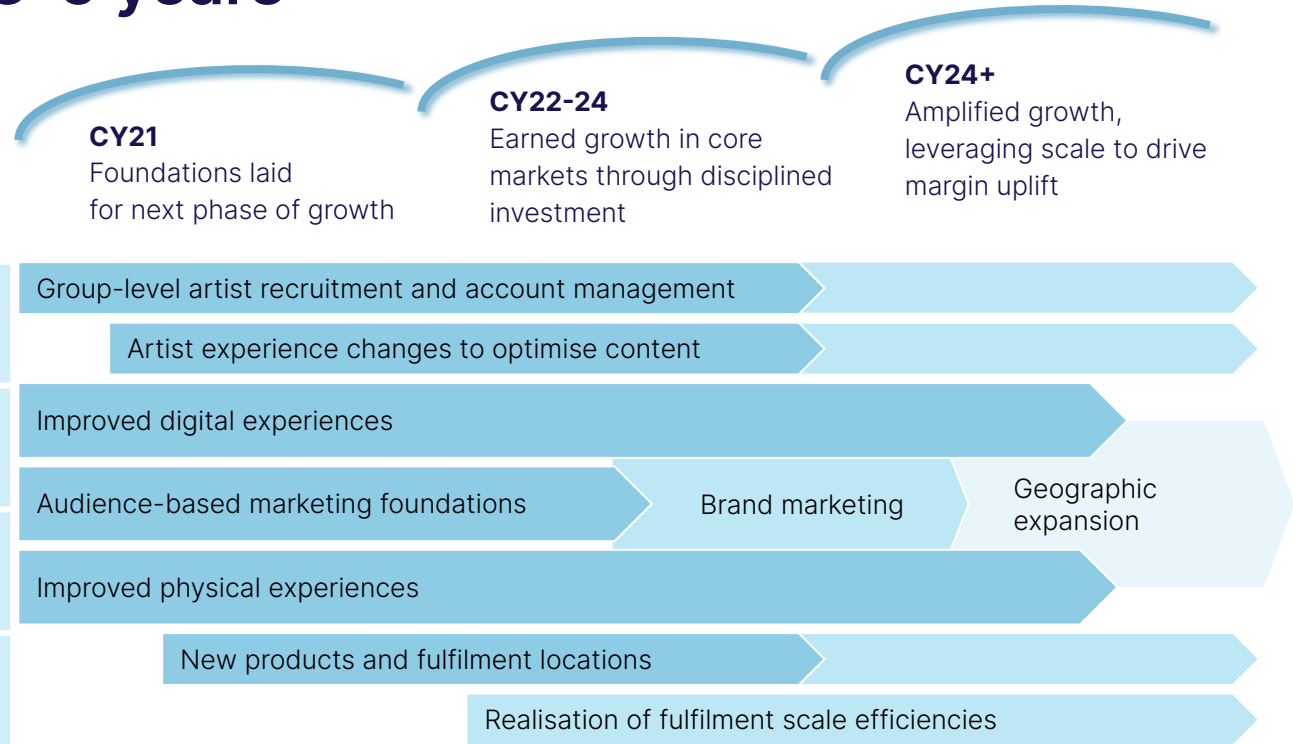 years
CY21
Foundations laid
for next phase of growth
CY22-24
Earned growth in core
markets through disciplined
investment
CY24+
Amplified growth,
leveraging scale to drive
margin uplift
Group-level artist recruitment and account management
Artist experience changes to optimise content
Improved digital experiences
Audience-based marketing foundations
Brand marketing
Geographic
expansion
Improved physical experiences
New products and fulfilment locations
Realisation of fulfilment scale efficiencies